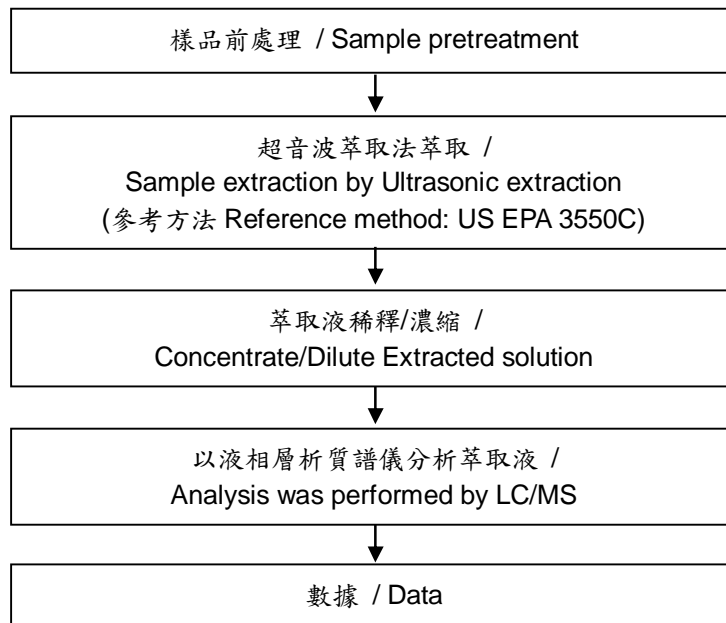 樣品前處理 / Sample pretreatment
超音波萃取法萃取 /
Sample extraction by Ultrasonic extraction
(參考方法 Reference method: US EPA 3550C)
萃取液稀釋/濃縮 /
Concentrate/Dilute Extracted solution
以液相層析質譜儀分析萃取液 /
Analysis was performed by LC/MS
數據 / Data